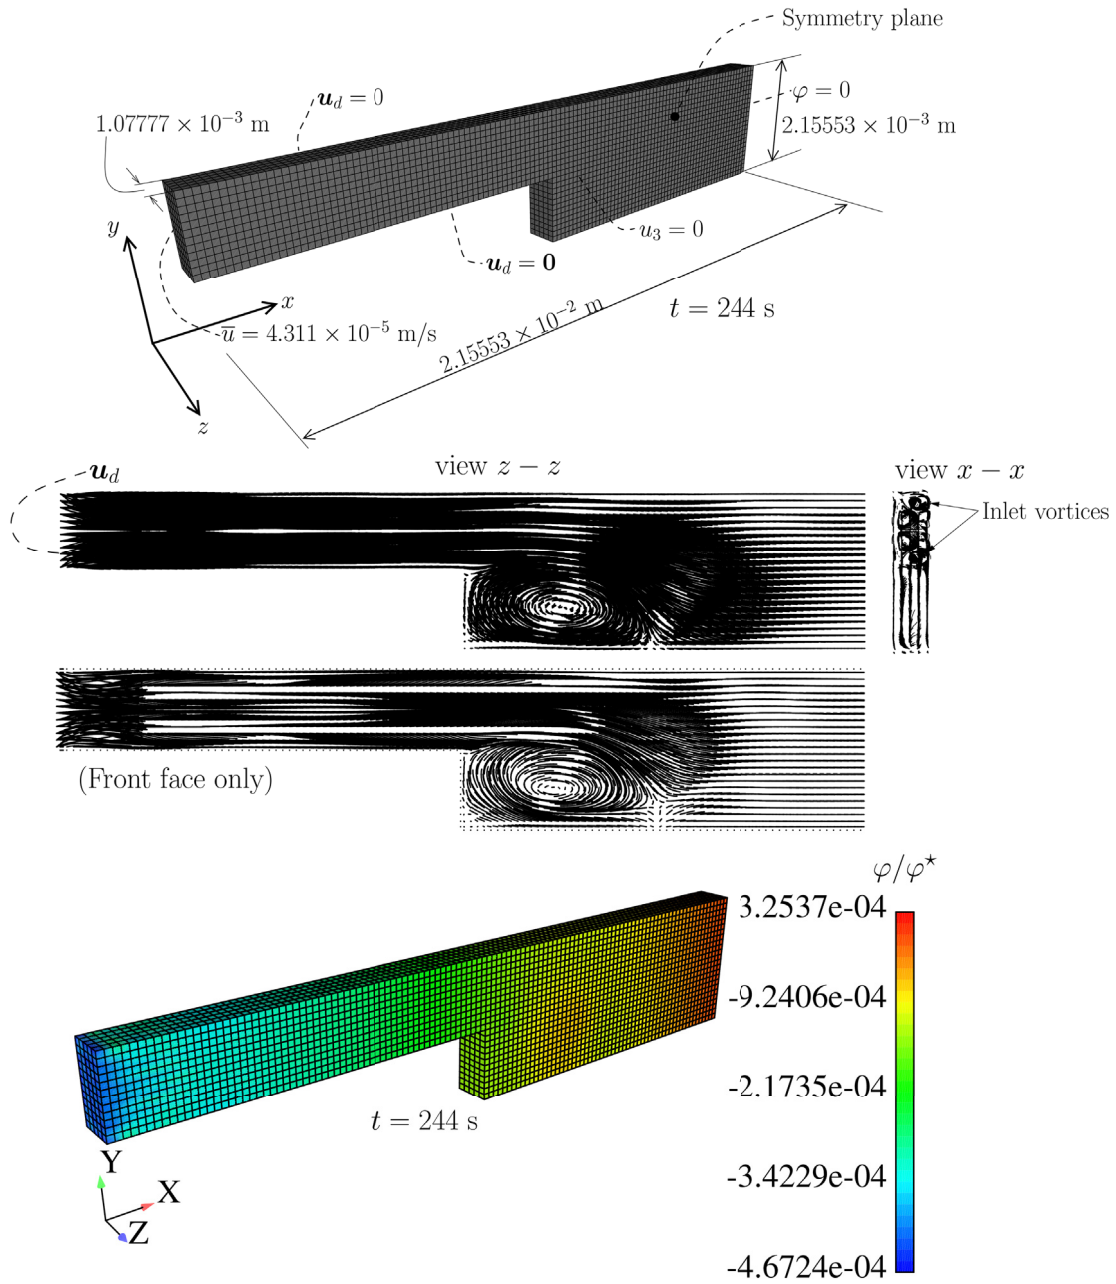 Symmetry plane
𝒖_d = 0
φ = 0
1.07777 × 10⁻³ m
2.15553 × 10⁻³ m
y
u₃ = 0
𝒖_d = 𝟎
x
t = 244 s
ū = 4.311 × 10⁻⁵ m/s
2.15553 × 10⁻² m
z
𝒖_d
view z − z
view x − x
Inlet vortices
(Front face only)
φ/φ⋆
3.2537e-04
-9.2406e-04
-2.1735e-04
t = 244 s
Y
-3.4229e-04
X
Z
-4.6724e-04